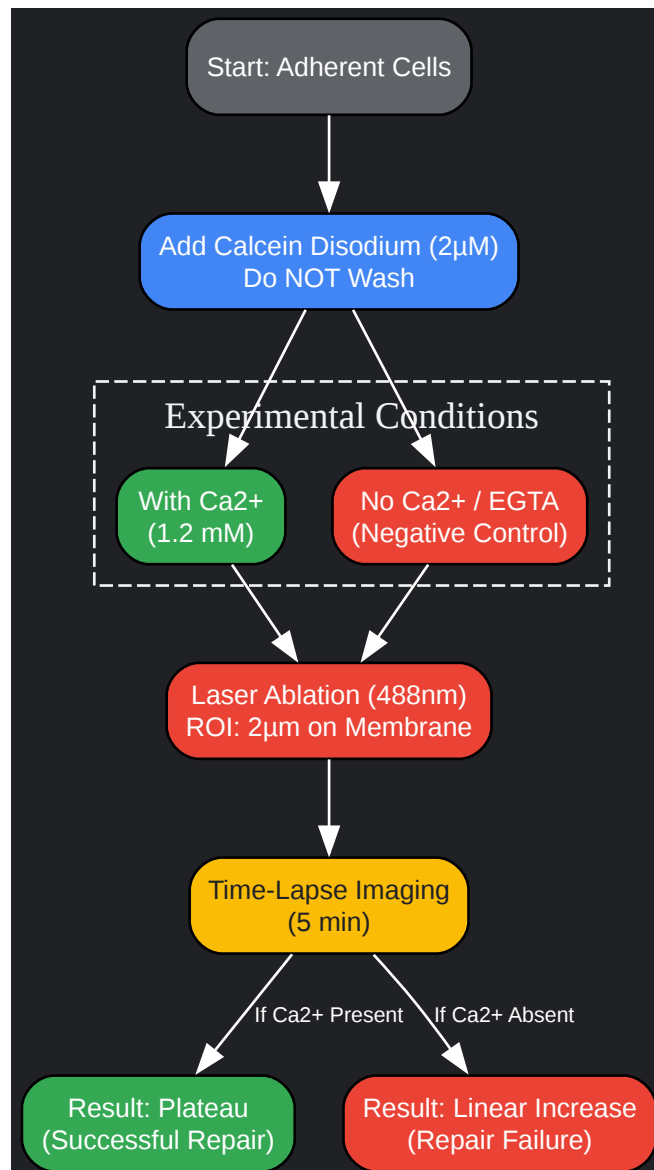 Start: Adherent Cells
Add Calcein Disodium (2µM)
Do NOT Wash
Experimental Conditions
With Ca2+
(1.2 mM)
No Ca2+ / EGTA
(Negative Control)
Laser Ablation (488nm)
ROI: 2µm on Membrane
Time-Lapse Imaging
(5 min)
If Ca2+ Present
If Ca2+ Absent
Result: Plateau
(Successful Repair)
Result: Linear Increase
(Repair Failure)